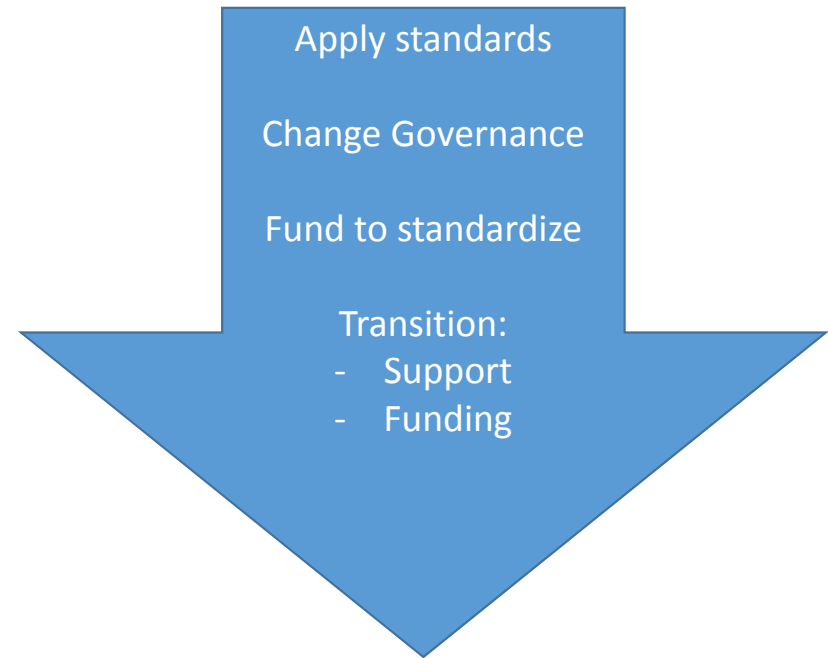 Apply standards
Change Governance
Fund to standardize
Transition:
- Support
- Funding